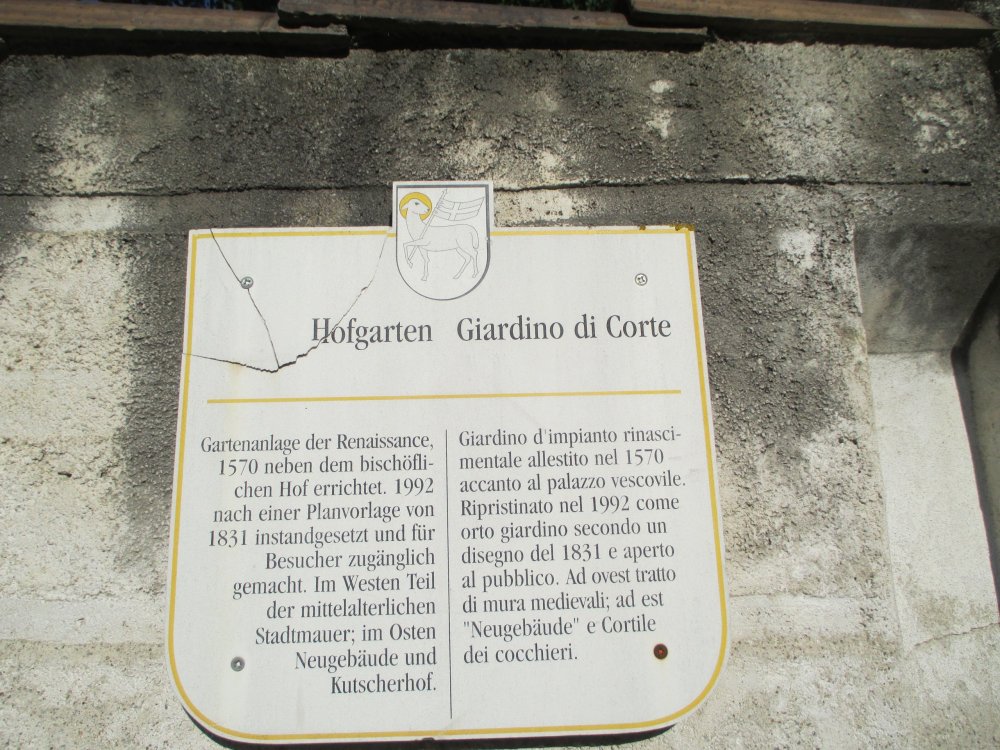 Hofgarten Giardino di Corte
Gartenanlage der Renaissance,
1570 neben dem bischöfli-
chen Hof errichtet. 1992
nach einer Planvorlage von
1831 instandgesetzt und für
Besucher zugänglich
gemacht. Im Westen Teil
der mittelalterlichen
Stadtmauer; im Osten
Neugebäude und
Kutscherhof.
Giardino d'impianto rinasci-
mentale allestito nel 1570
accanto al palazzo vescovile.
Ripristinato nel 1992 come
orto giardino secondo un
disegno del 1831 e aperto
al pubblico. Ad ovest tratto
di mura medievali; ad est
"Neugebäude" e Cortile
dei cocchieri.